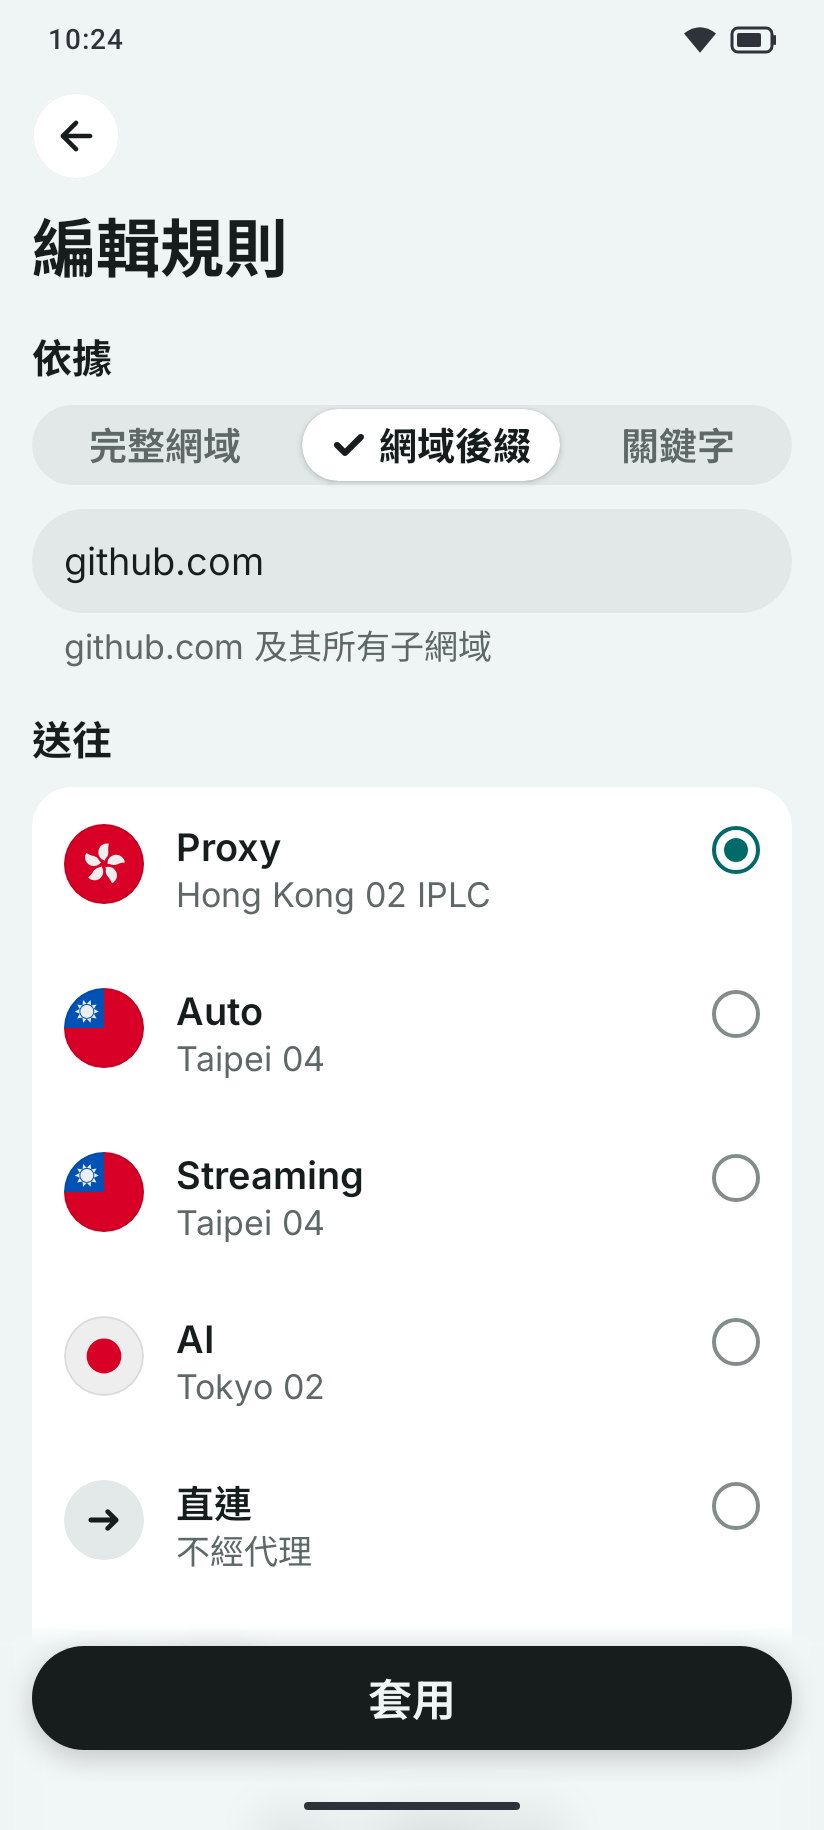 10:24
編輯規則
依據
完整網域
網域後綴
關鍵字
github.com
github.com 及其所有子網域
送往
Proxy
Hong Kong 02 IPLC
Auto
Taipei 04
Streaming
Taipei 04
AI
Tokyo 02
直連
不經代理
套用